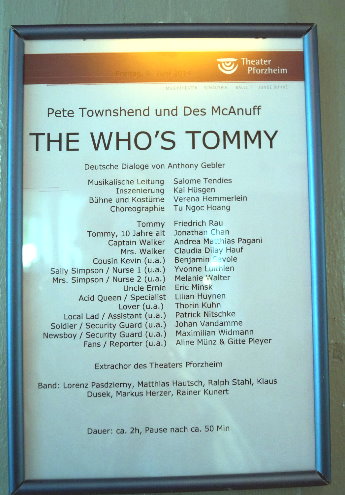 Theater
Pforzheim
Pete Townshend und Des McAnuff
THE WHO'S TOMMY
Deutsche Dialoge von Anthony Gebler
Musikalische Leitung Salome Tendies
Inszenierung Kai Hüsgen
Bühne und Kostüme Verena Hemmerlein
Choreographie Tu Ngoc Hoang
Tommy Friedrich Rau
Tommy, 10 Jahre alt Jonathan Chan
Captain Walker Andrea Matthias Pagani
Mrs. Walker Claudia Dilay Hauf
Cousin Kevin (u.a.) Benjamin Savoie
Sally Simpson / Nurse 1 (u.a.) Yvonne
Mrs. Simpson / Nurse 2 (u.a.) Melanie Walter
Uncle Ernie Eric Minsk
Acid Queen / Specialist Lilian Huynen
Lover (u.a.) Thorin Kuhn
Local Lad / Assistant (u.a.) Patrick Nitschke
Soldier / Security Guard (u.a.) Johan Vandamme
Newsboy / Security Guard (u.a.) Maximilian Widmann
Fans / Reporter (u.a.) Aline Münz & Gitte Pleyer
Extrachor des Theaters Pforzheim
Band: Lorenz Pasdzierny, Matthias Hautsch, Ralph Stahl, Klaus
Dusek, Markus Herzer, Rainer Kunert
Dauer: ca. 2h, Pause nach ca. 50 Min